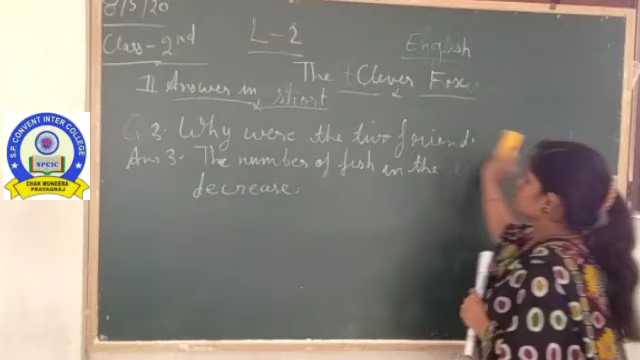 8/5/20
Class - 2nd
L-2
English
The Clever Fox
II Answer in short
Q 3. Why were the two friend
Ans 3. The number of fish in the
decrease.
S.P. CONVENT INTER COLLEGE
SPCIC
CHAK MUNDERA
PRAYAGRAJ